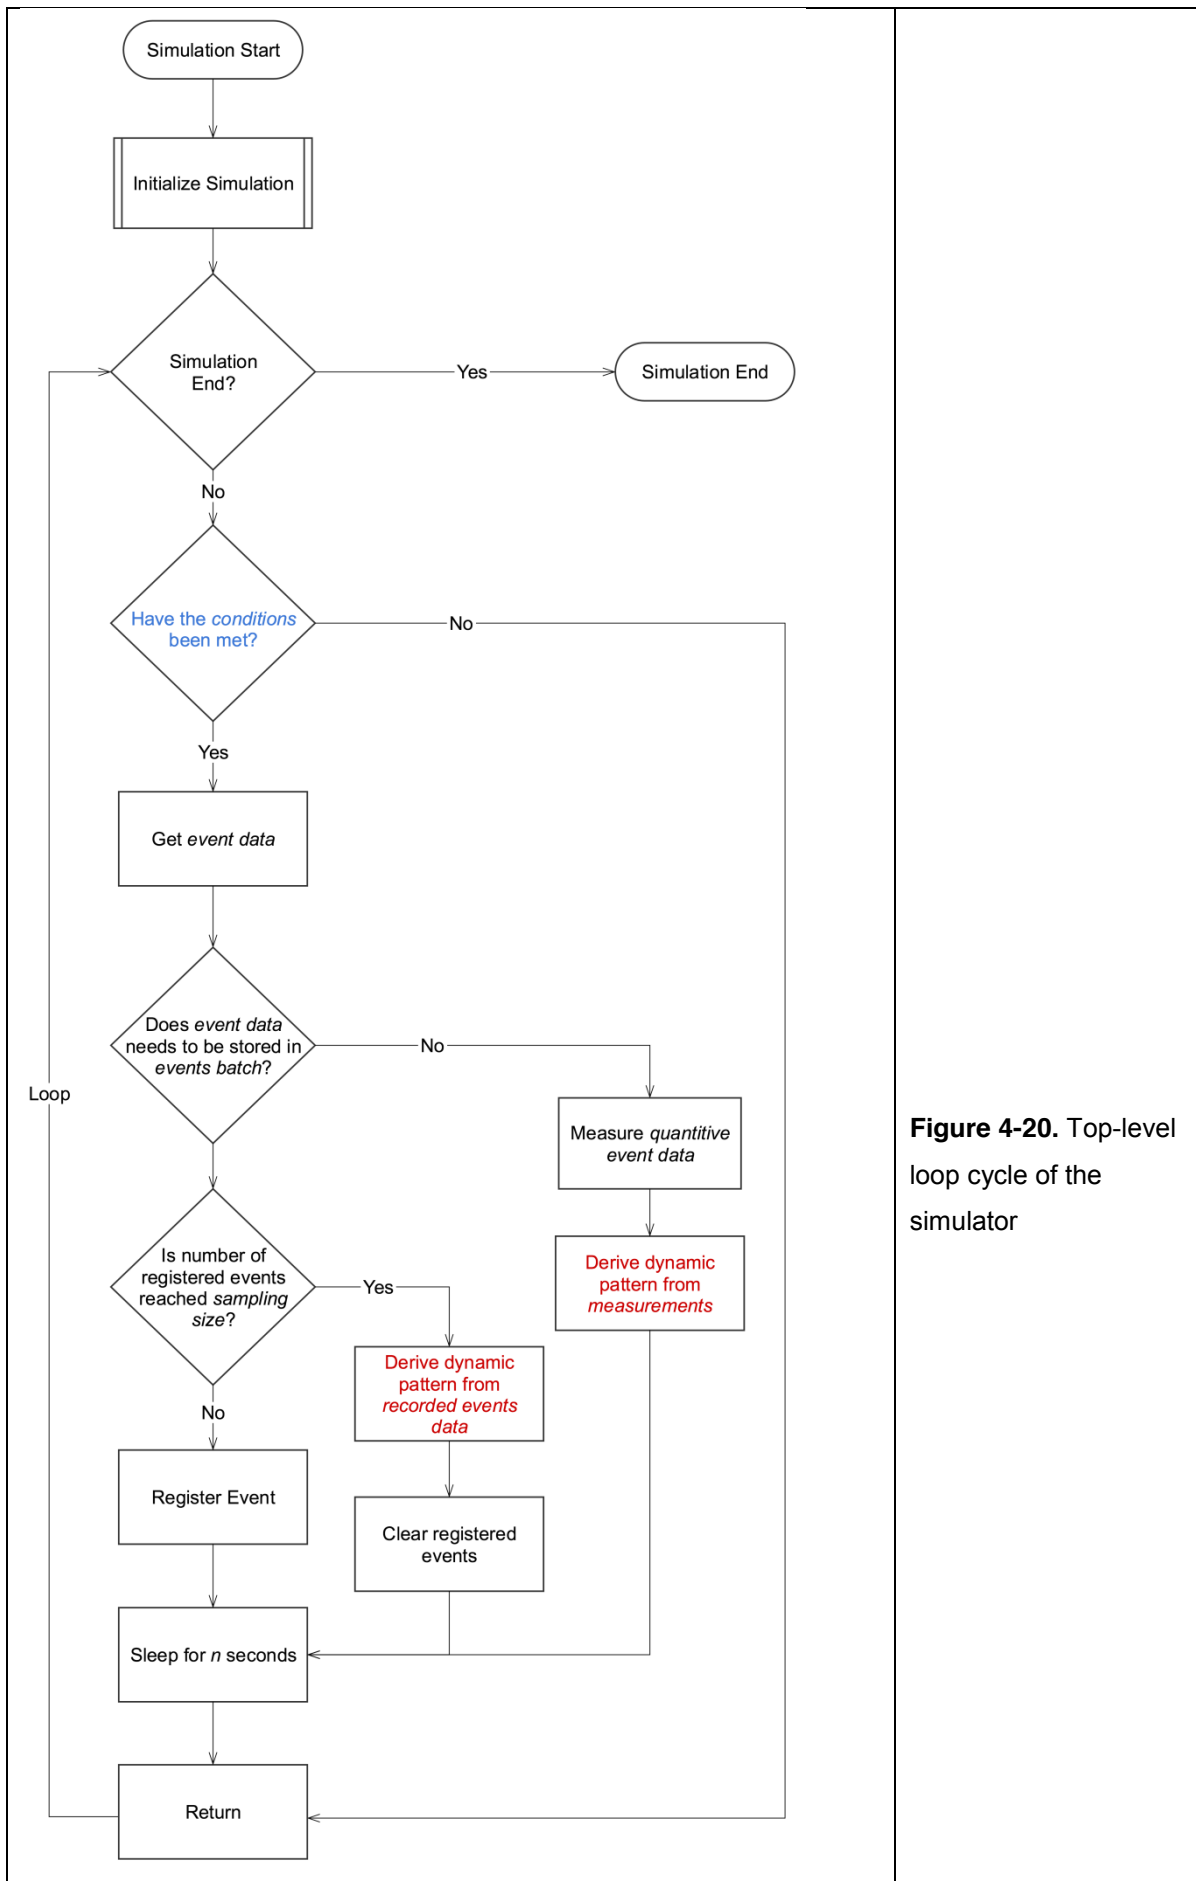 Simulation Start
Initialize Simulation
Simulation
End?
Yes
Simulation End
No
Have the conditions
been met?
No
Yes
Get event data
Does event data
needs to be stored in
events batch?
No
Loop
Measure quantitive
event data
Figure 4-20. Top-level
loop cycle of the
simulator
Is number of
registered events
reached sampling
size?
Yes
Derive dynamic
pattern from
measurements
Derive dynamic
pattern from
recorded events
data
No
Register Event
Clear registered
events
Sleep for n seconds
Return